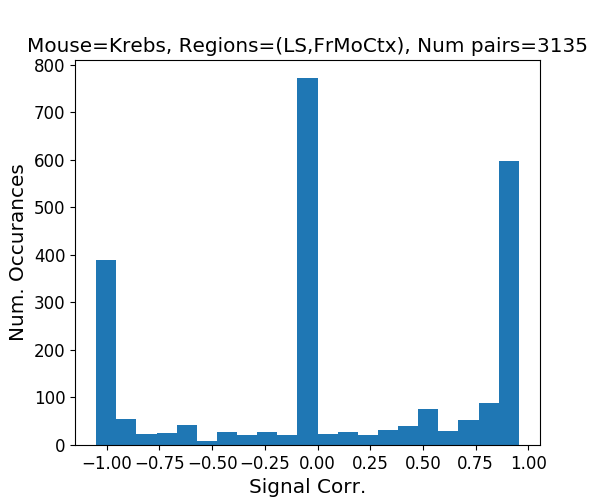 Mouse=Krebs, Regions=(LS,FrMoCtx), Num pairs=3135
800
700
600
500
400
300
200
100
0
Num. Occurances
−1.00 −0.75 −0.50 −0.25 0.00 0.25 0.50 0.75 1.00
Signal Corr.